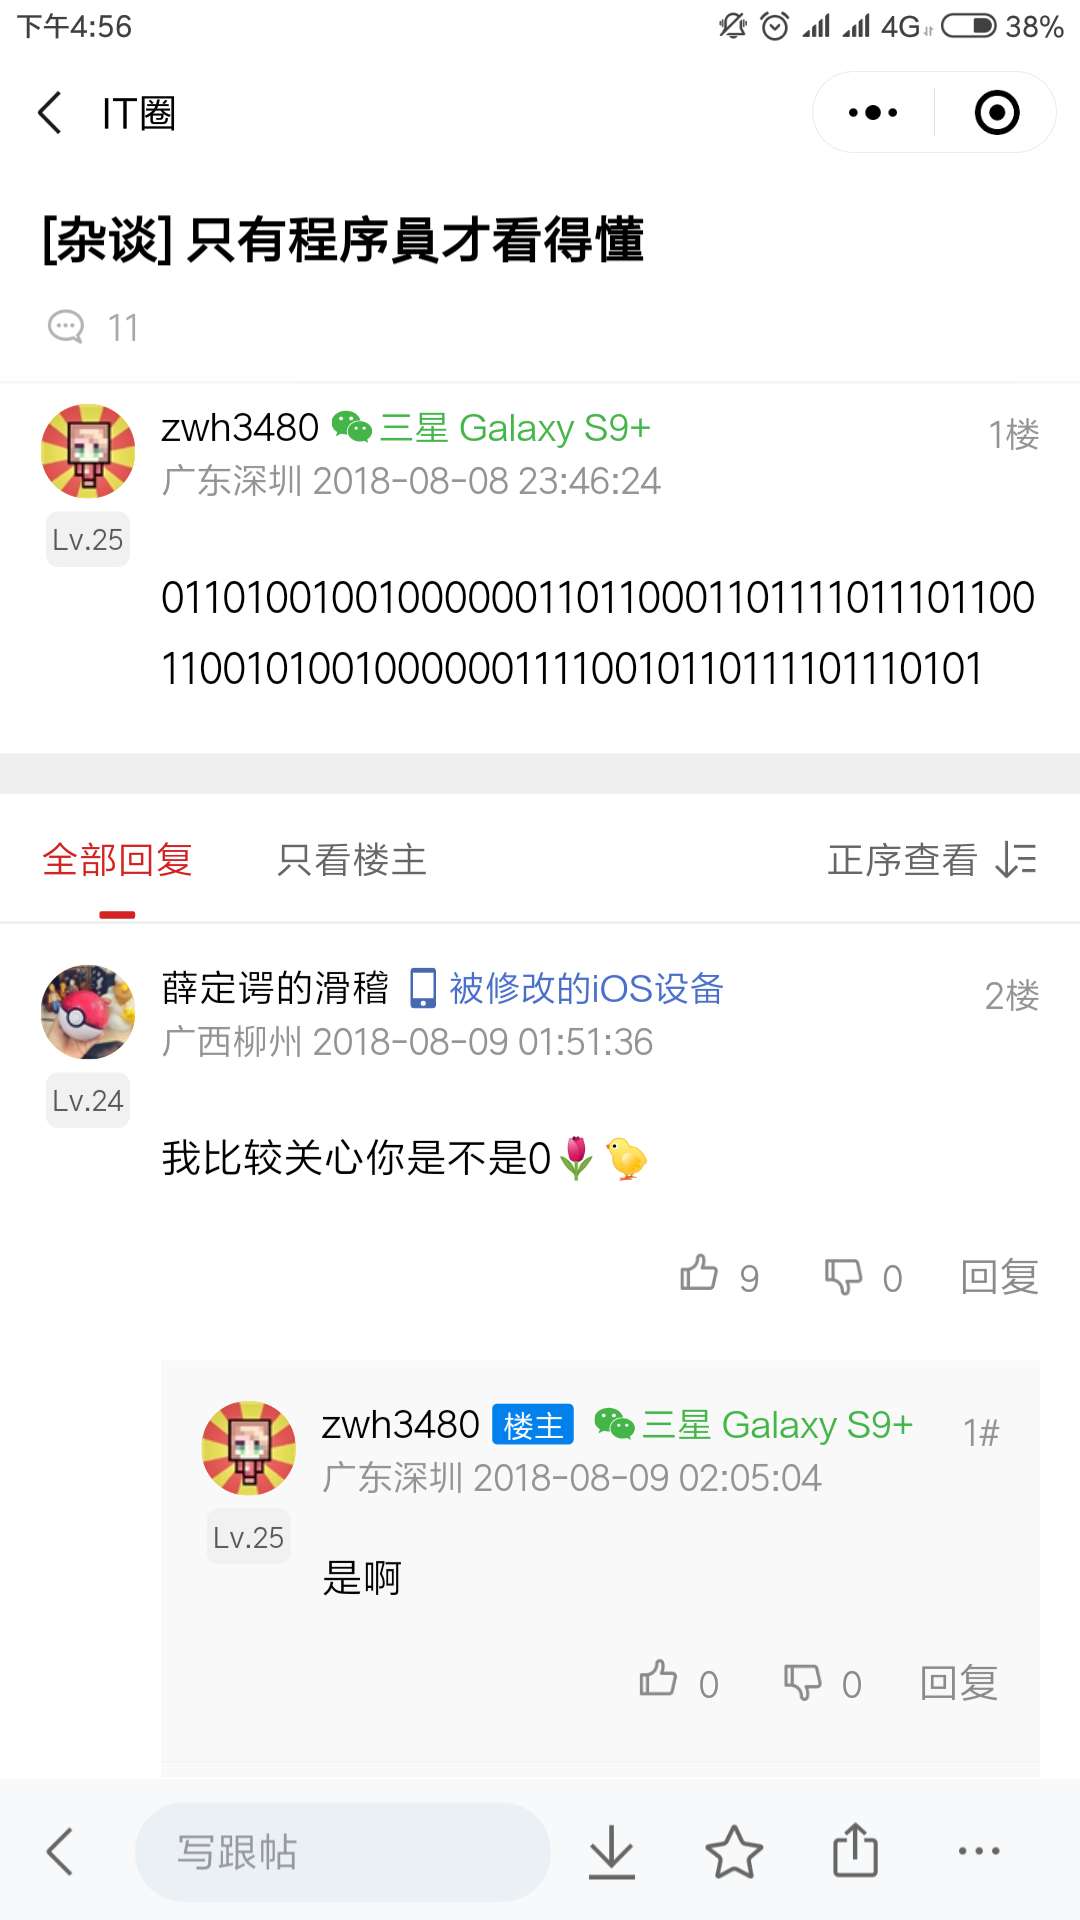 下午4:56 4G 38%
IT圈
[杂谈] 只有程序員才看得懂
11
zwh3480 三星 Galaxy S9+ 1楼
广东深圳 2018-08-08 23:46:24
Lv.25
01101001001000000110110001101111011101100
110010100100000011110010110111101110101
全部回复 只看楼主 正序查看
薛定谔的滑稽 被修改的iOS设备 2楼
广西柳州 2018-08-09 01:51:36
Lv.24
我比较关心你是不是0🌷🐤
9 0 回复
zwh3480 楼主 三星 Galaxy S9+ 1#
广东深圳 2018-08-09 02:05:04
Lv.25
是啊
0 0 回复
写跟帖